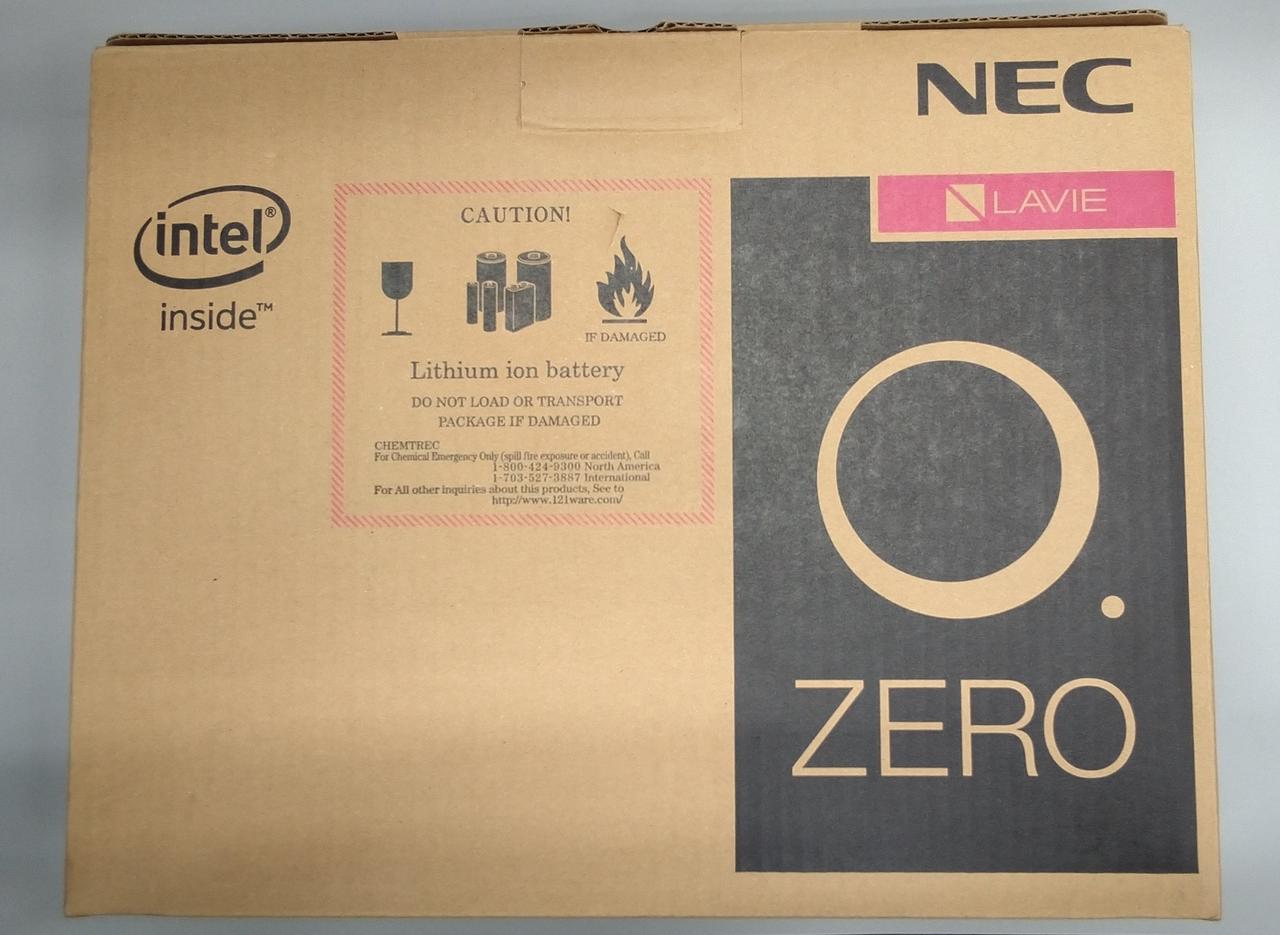 NEC
intel®
inside™
CAUTION!
IF DAMAGED
Lithium ion battery
DO NOT LOAD OR TRANSPORT
PACKAGE IF DAMAGED
CHEMTREC
For Chemical Emergency Only (spill fire exposure or accident), Call
1-800-424-9300 North America
1-703-527-3887 International
For All other inquiries about this products, See to
http://www.121ware.com/
LAVIE
O.
ZERO